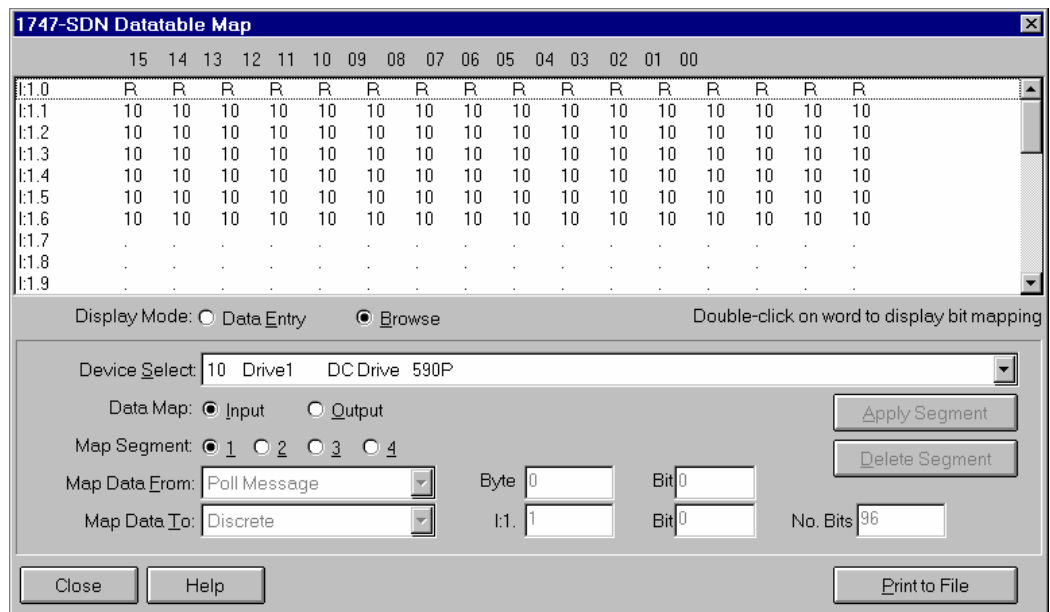 1747-SDN Datatable Map
15 14 13 12 11 10 09 08 07 06 05 04 03 02 01 00
I:1.0 R R R R R R R R R R R R R R R R
I:1.1 10 10 10 10 10 10 10 10 10 10 10 10 10 10 10 10
I:1.2 10 10 10 10 10 10 10 10 10 10 10 10 10 10 10 10
I:1.3 10 10 10 10 10 10 10 10 10 10 10 10 10 10 10 10
I:1.4 10 10 10 10 10 10 10 10 10 10 10 10 10 10 10 10
I:1.5 10 10 10 10 10 10 10 10 10 10 10 10 10 10 10 10
I:1.6 10 10 10 10 10 10 10 10 10 10 10 10 10 10 10 10
I:1.7 . . . . . . . . . . . . . . . .
I:1.8 . . . . . . . . . . . . . . . .
I:1.9 . . . . . . . . . . . . . . . .
Display Mode: Data Entry Browse Double-click on word to display bit mapping
Device Select: 10 Drive1 DC Drive 590P
Data Map: Input Output Apply Segment
Map Segment: 1 2 3 4 Delete Segment
Map Data From: Poll Message Byte 0 Bit 0
Map Data To: Discrete I:1. 1 Bit 0 No. Bits 96
Close Help Print to File